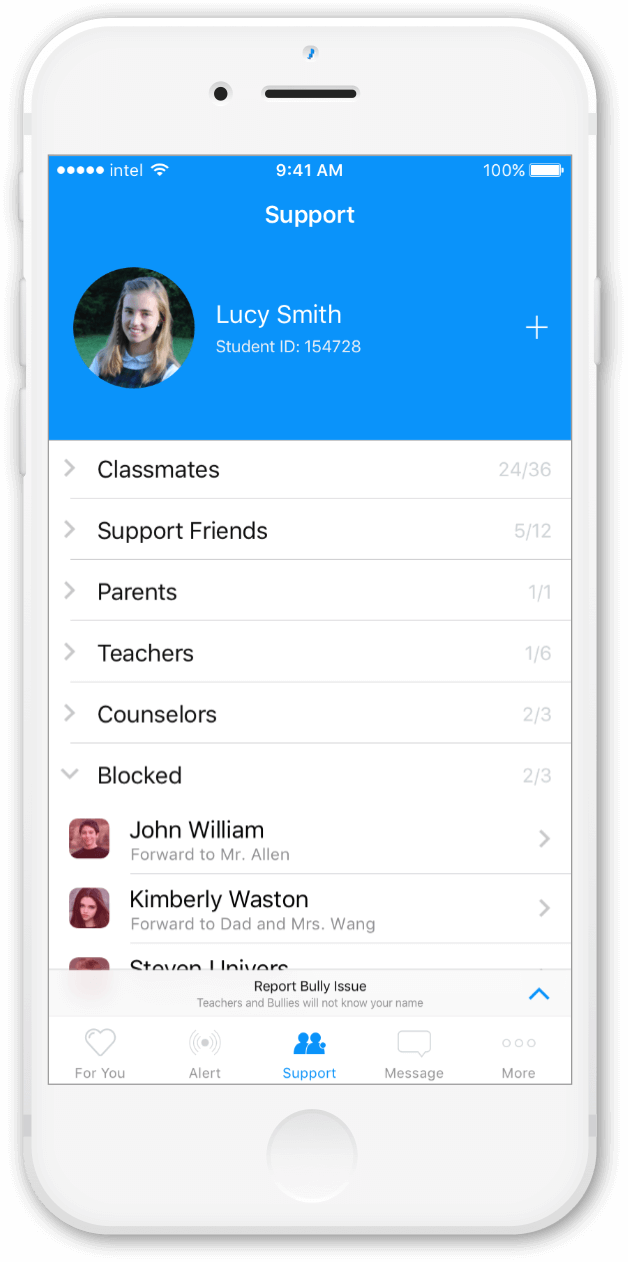 intel 9:41 AM 100%
Support
Lucy Smith
Student ID: 154728
Classmates 24/36
Support Friends 5/12
Parents 1/1
Teachers 1/6
Counselors 2/3
Blocked 2/3
John William
Forward to Mr. Allen
Kimberly Waston
Forward to Dad and Mrs. Wang
Steven Univers
Report Bully Issue
Teachers and Bullies will not know your name
For You Alert Support Message More